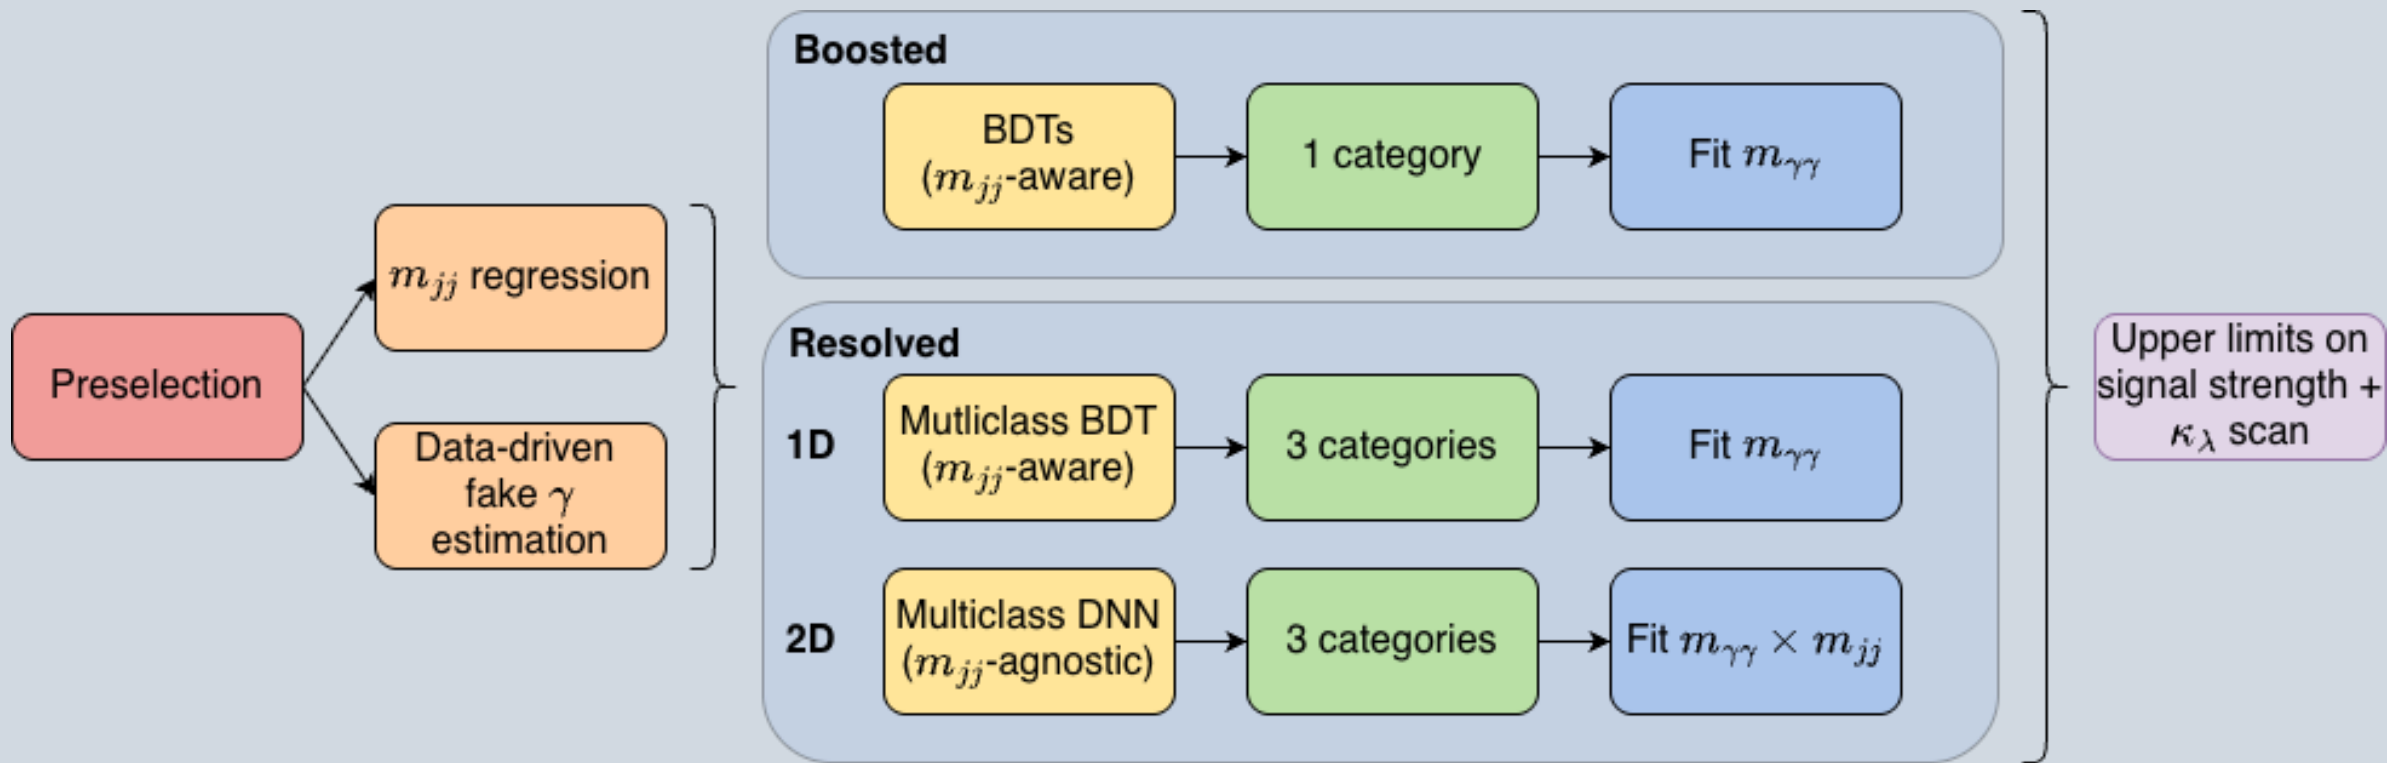 Preselection
m_jj regression
Data-driven
fake γ
estimation
Boosted
BDTs
(m_jj-aware)
1 category
Fit m_γγ
Resolved
1D
Mutliclass BDT
(m_jj-aware)
3 categories
Fit m_γγ
2D
Multiclass DNN
(m_jj-agnostic)
3 categories
Fit m_γγ × m_jj
Upper limits on
signal strength +
κ_λ scan